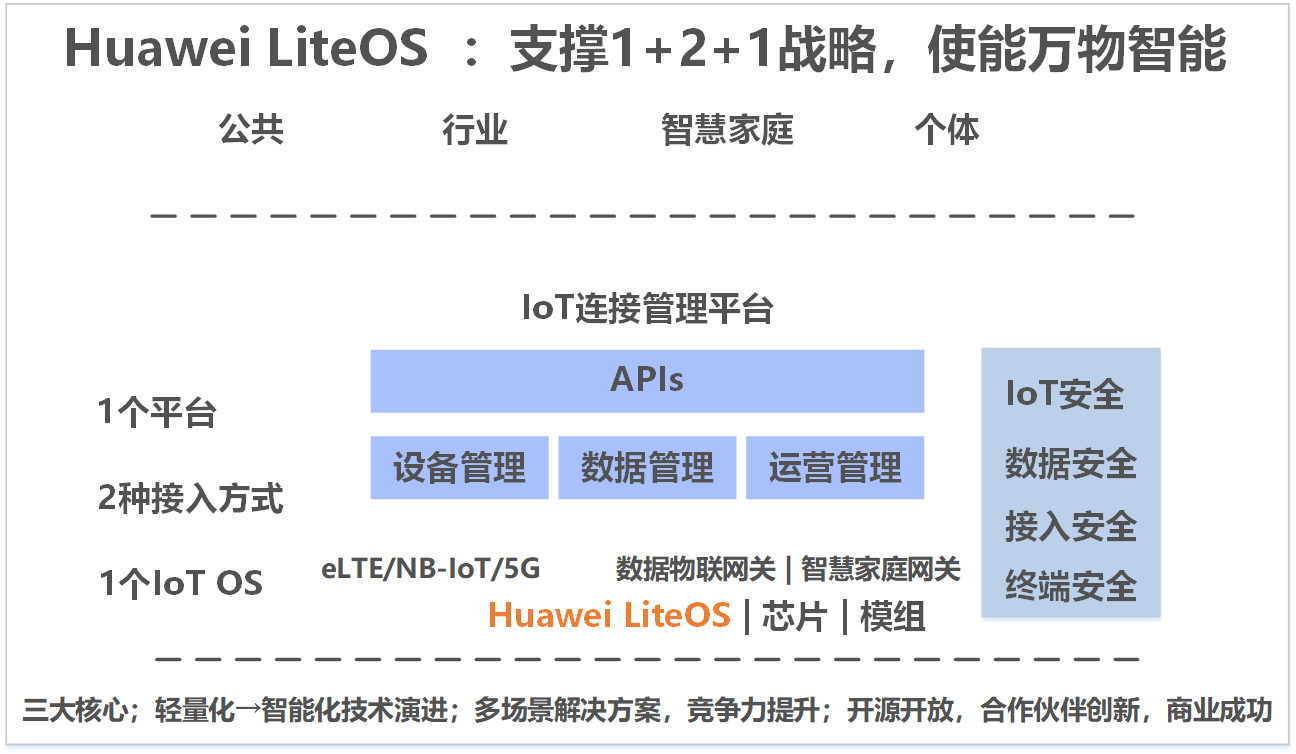 Huawei LiteOS ：支撑1+2+1战略，使能万物智能
公共 行业 智慧家庭 个体
IoT连接管理平台
APIs
1个平台
设备管理 数据管理 运营管理
2种接入方式
eLTE/NB-IoT/5G 数据物联网关 | 智慧家庭网关
1个IoT OS
Huawei LiteOS | 芯片 | 模组
IoT安全
数据安全
接入安全
终端安全
三大核心；轻量化→智能化技术演进；多场景解决方案，竞争力提升；开源开放，合作伙伴创新，商业成功